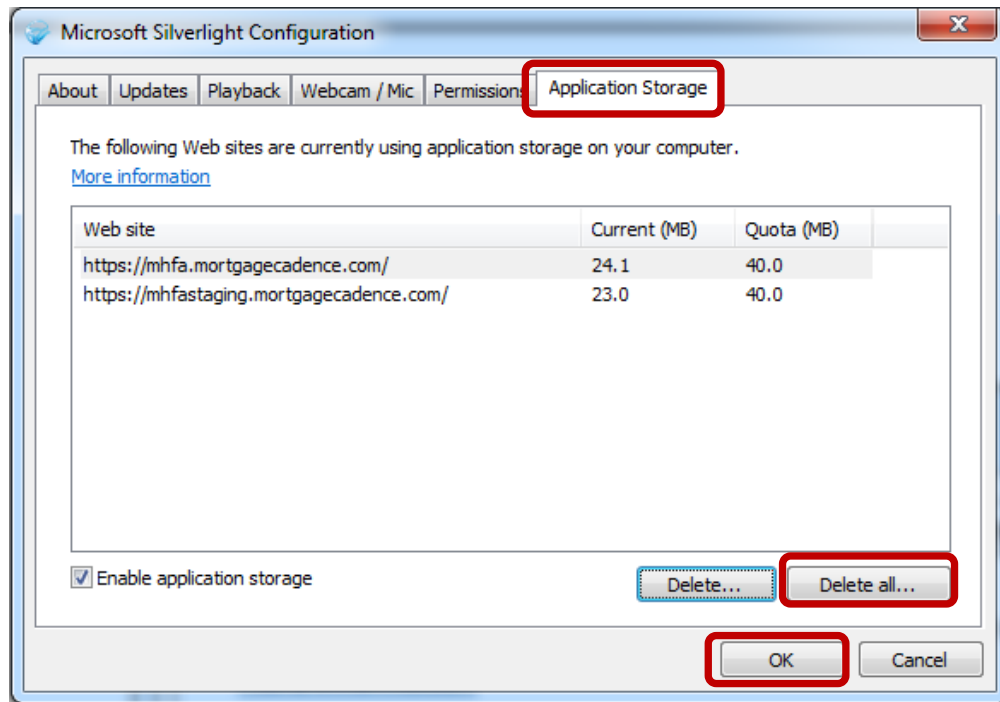 Microsoft Silverlight Configuration
About Updates Playback Webcam / Mic Permissions Application Storage
The following Web sites are currently using application storage on your computer.
More information
Web site Current (MB) Quota (MB)
https://mhfa.mortgagecadence.com/ 24.1 40.0
https://mhfastaging.mortgagecadence.com/ 23.0 40.0
Enable application storage Delete... Delete all...
OK Cancel